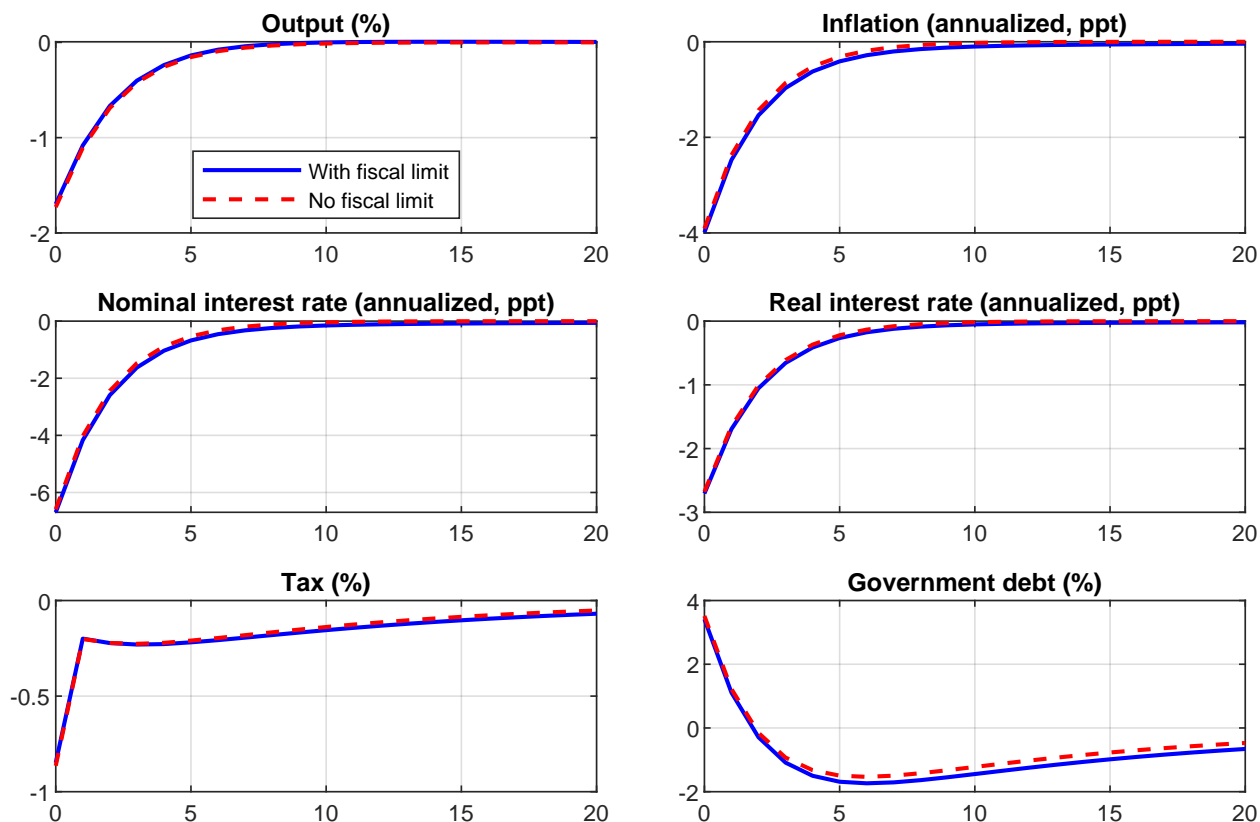 Output (%)
0
-1
-2
0 5 10 15 20
With fiscal limit
No fiscal limit
Inflation (annualized, ppt)
0
-2
-4
0 5 10 15 20
Nominal interest rate (annualized, ppt)
0
-2
-4
-6
0 5 10 15 20
Real interest rate (annualized, ppt)
0
-1
-2
-3
0 5 10 15 20
Tax (%)
0
-0.5
-1
0 5 10 15 20
Government debt (%)
4
2
0
-2
0 5 10 15 20